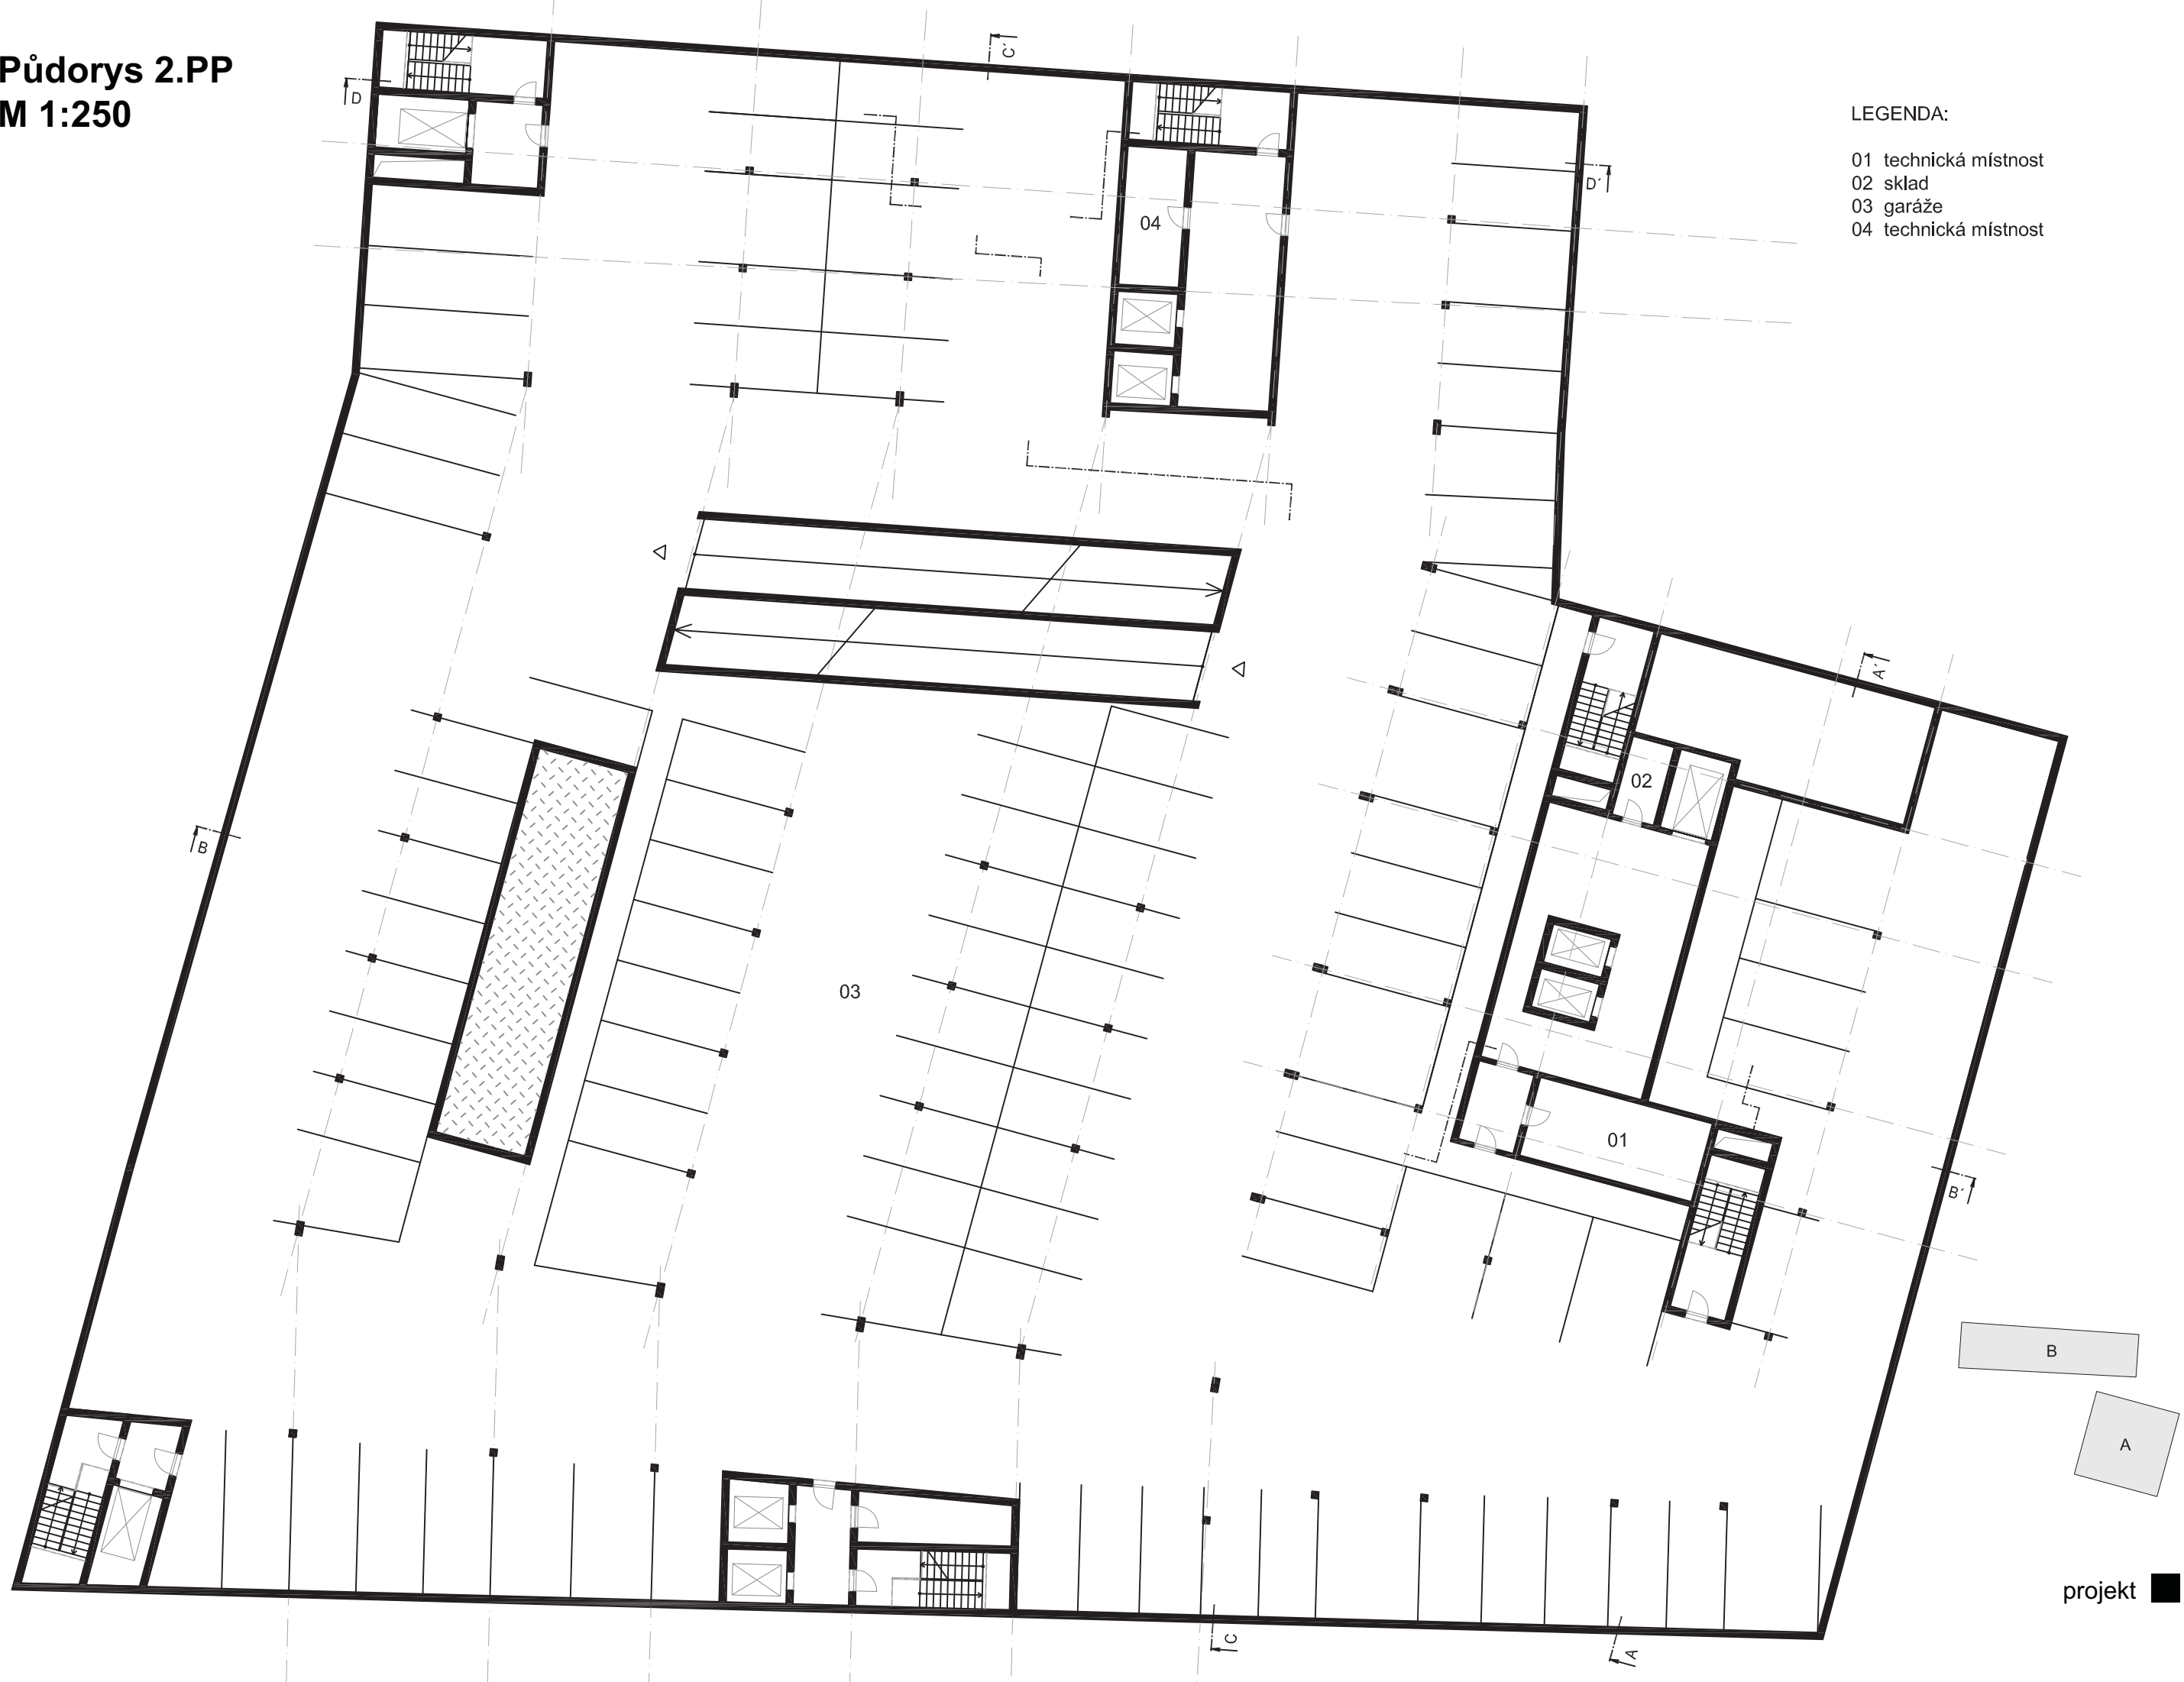 Půdorys 2.PP
M 1:250
LEGENDA:
01 technická místnost
02 sklad
03 garáže
04 technická místnost
C´
D
D´
04
A´
02
B
03
01
B´
B
A
projekt
C
A